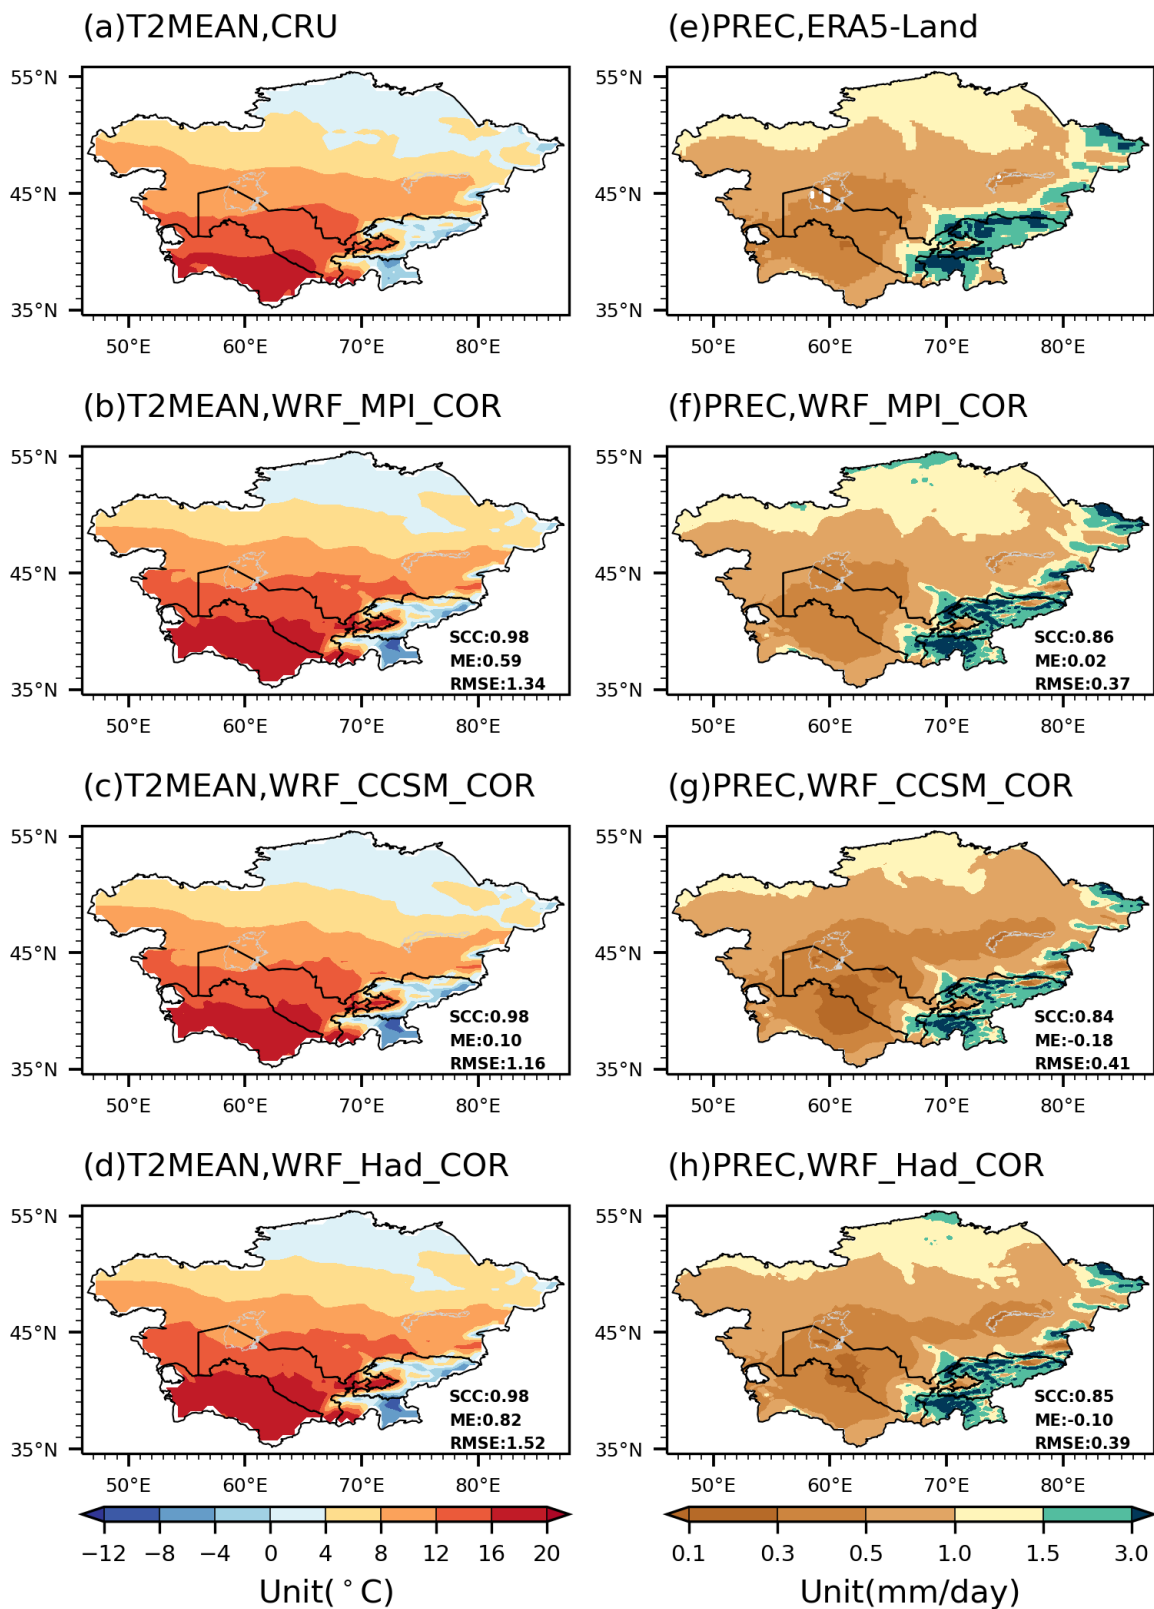 (a)T2MEAN,CRU
(e)PREC,ERA5-Land
55°N
45°N
35°N
50°E 60°E 70°E 80°E
55°N
45°N
35°N
50°E 60°E 70°E 80°E
(b)T2MEAN,WRF_MPI_COR
(f)PREC,WRF_MPI_COR
55°N
45°N
35°N
SCC:0.98
ME:0.59
RMSE:1.34
50°E 60°E 70°E 80°E
55°N
45°N
35°N
SCC:0.86
ME:0.02
RMSE:0.37
50°E 60°E 70°E 80°E
(c)T2MEAN,WRF_CCSM_COR
(g)PREC,WRF_CCSM_COR
55°N
45°N
35°N
SCC:0.98
ME:0.10
RMSE:1.16
50°E 60°E 70°E 80°E
55°N
45°N
35°N
SCC:0.84
ME:-0.18
RMSE:0.41
50°E 60°E 70°E 80°E
(d)T2MEAN,WRF_Had_COR
(h)PREC,WRF_Had_COR
55°N
45°N
35°N
SCC:0.98
ME:0.82
RMSE:1.52
50°E 60°E 70°E 80°E
55°N
45°N
35°N
SCC:0.85
ME:-0.10
RMSE:0.39
50°E 60°E 70°E 80°E
−12 −8 −4 0 4 8 12 16 20
Unit(°C)
0.1 0.3 0.5 1.0 1.5 3.0
Unit(mm/day)